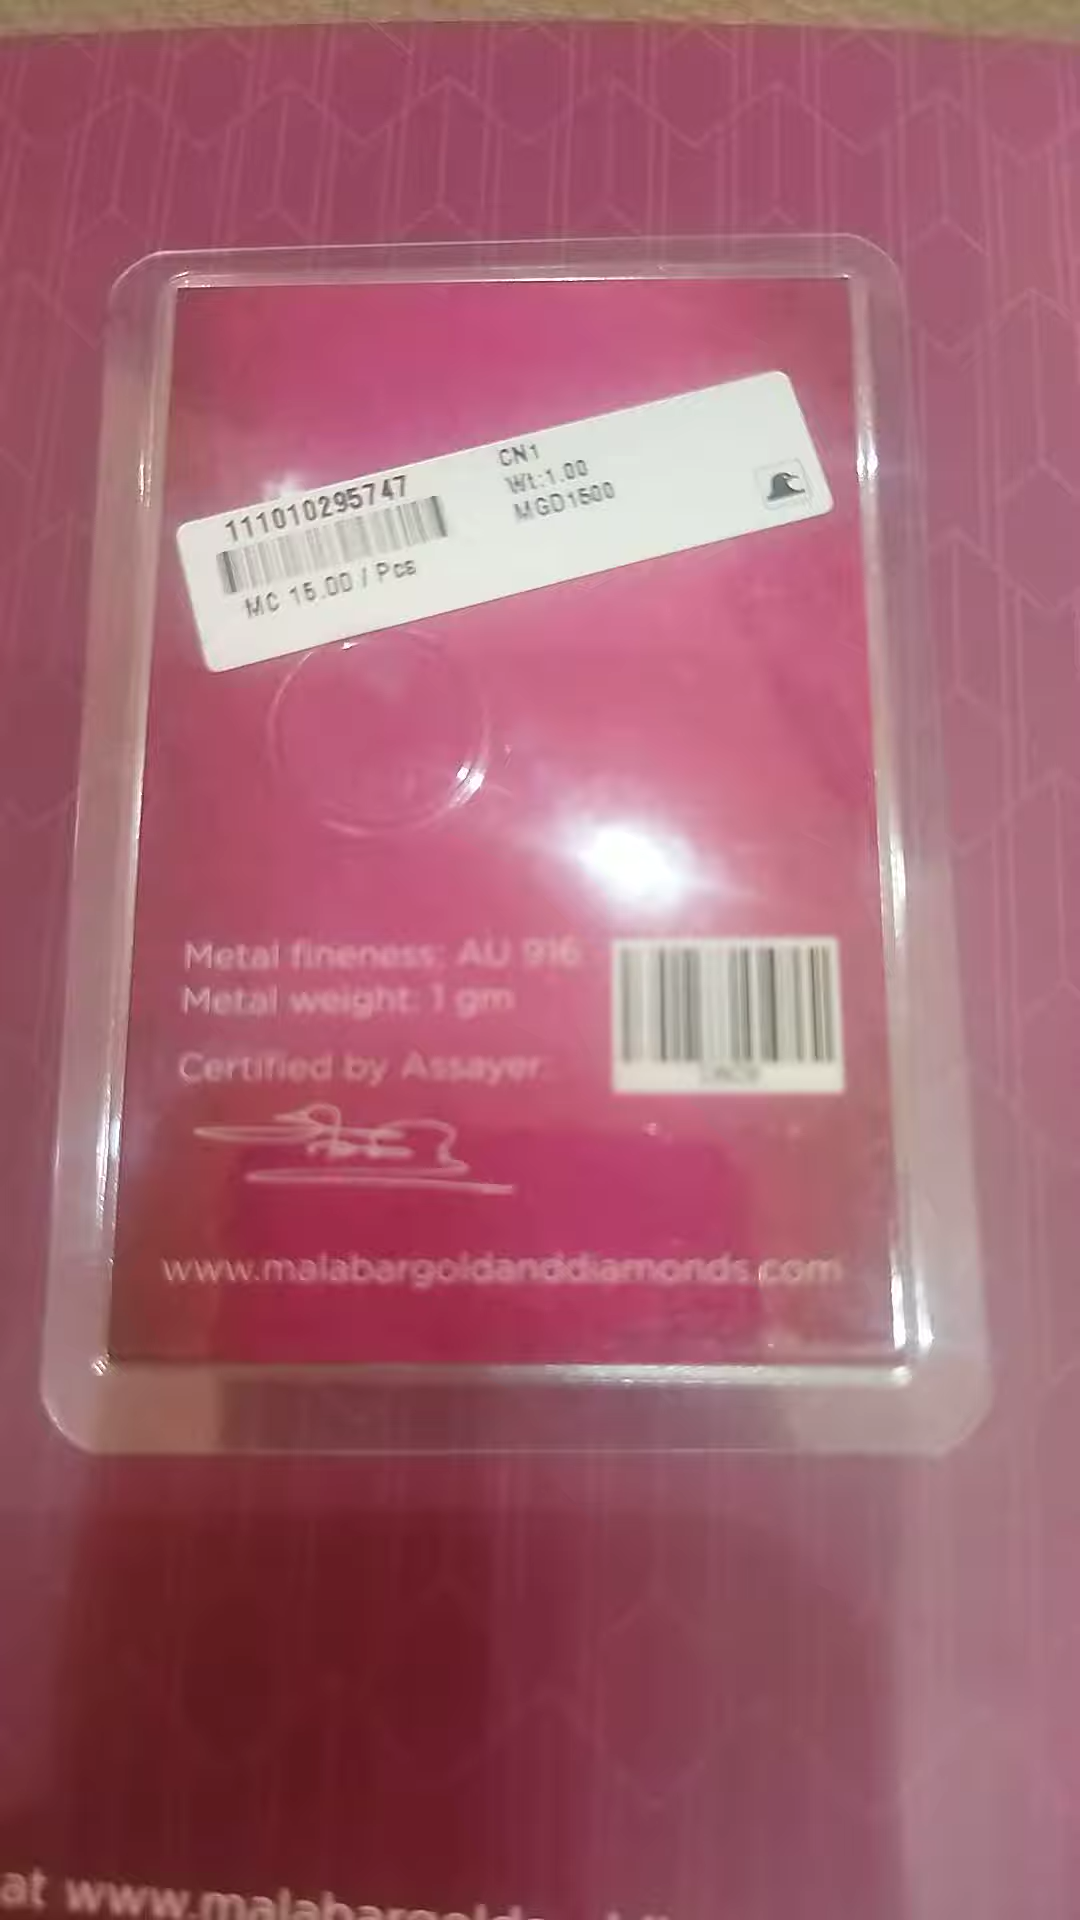 CN1
Wt:1.00
MGD1500
111010295747
MC 15.00 / Pcs
Metal fineness: AU 916
Metal weight: 1 gm
Certified by Assayer:
www.malabargoldanddiamonds.com
at www.malabargold